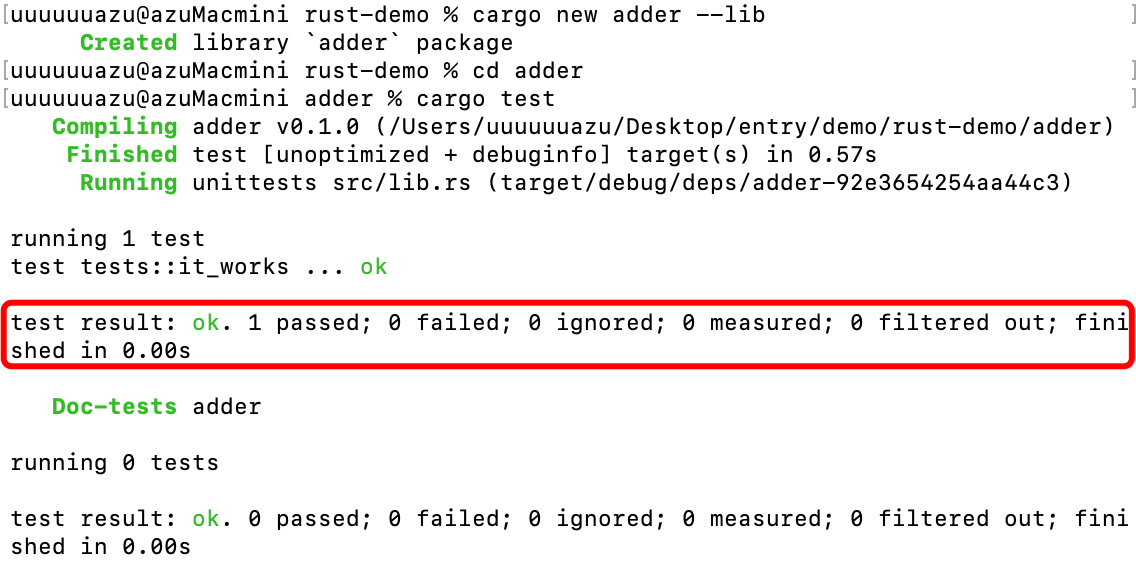 [uuuuuuazu@azuMacmini rust-demo % cargo new adder --lib ]
Created library `adder` package
[uuuuuuazu@azuMacmini rust-demo % cd adder ]
[uuuuuuazu@azuMacmini adder % cargo test ]
Compiling adder v0.1.0 (/Users/uuuuuuazu/Desktop/entry/demo/rust-demo/adder)
Finished test [unoptimized + debuginfo] target(s) in 0.57s
Running unittests src/lib.rs (target/debug/deps/adder-92e3654254aa44c3)
running 1 test
test tests::it_works ... ok
test result: ok. 1 passed; 0 failed; 0 ignored; 0 measured; 0 filtered out; fini
shed in 0.00s
Doc-tests adder
running 0 tests
test result: ok. 0 passed; 0 failed; 0 ignored; 0 measured; 0 filtered out; fini
shed in 0.00s